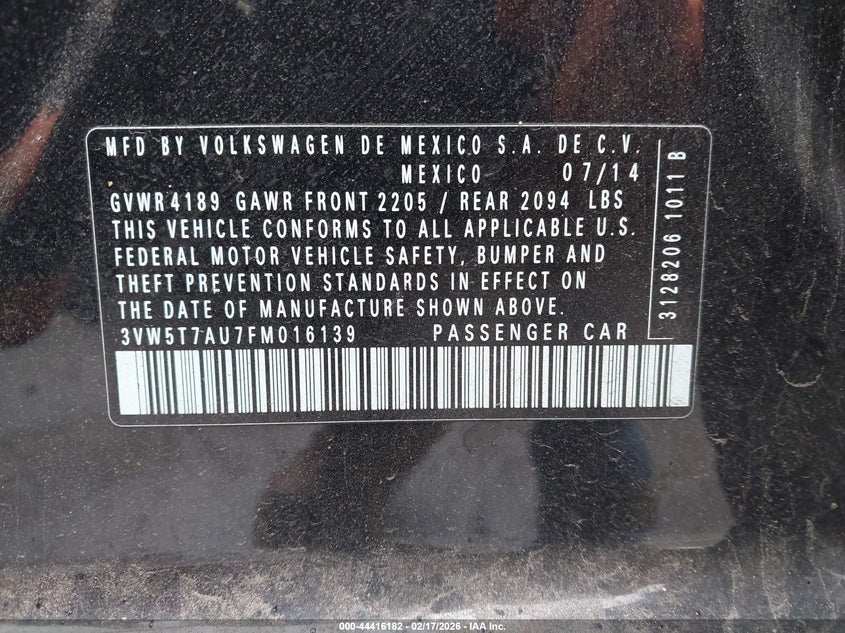 MFD BY VOLKSWAGEN DE MEXICO S.A. DE C.V.
MEXICO 07/14
GVWR 4189 GAWR FRONT 2205 / REAR 2094 LBS
THIS VEHICLE CONFORMS TO ALL APPLICABLE U.S.
FEDERAL MOTOR VEHICLE SAFETY, BUMPER AND
THEFT PREVENTION STANDARDS IN EFFECT ON
THE DATE OF MANUFACTURE SHOWN ABOVE.
3VW5T7AU7FM016139 PASSENGER CAR
3128206 1011 B
000-44416182 - 02/17/2026 - IAA Inc.